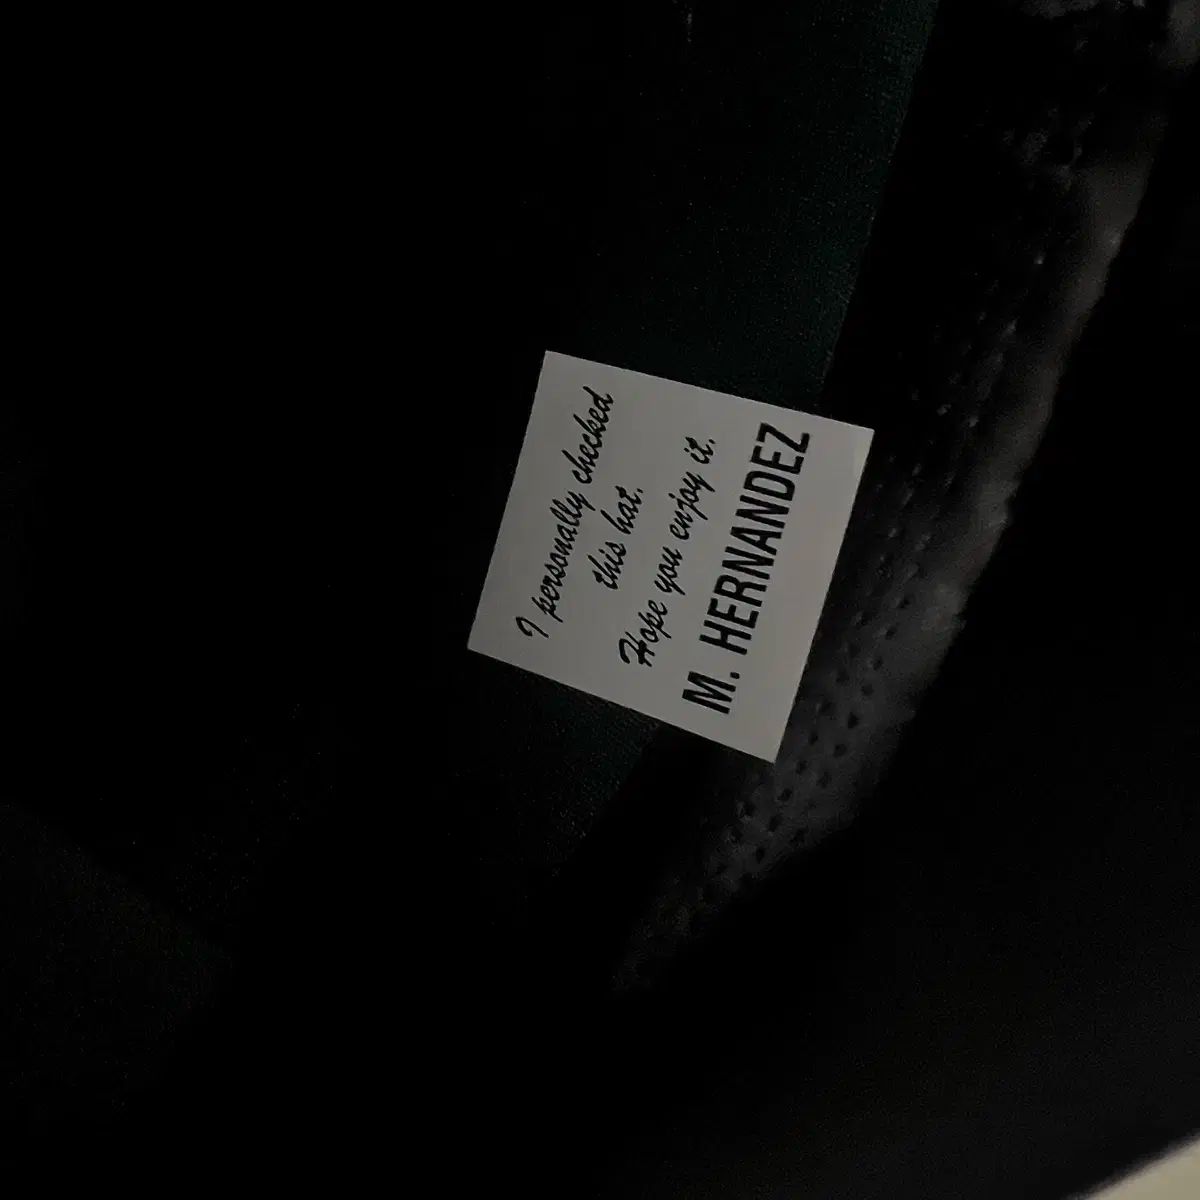 I personally checked
this hat.
Hope you enjoy it.
M. HERNANDEZ